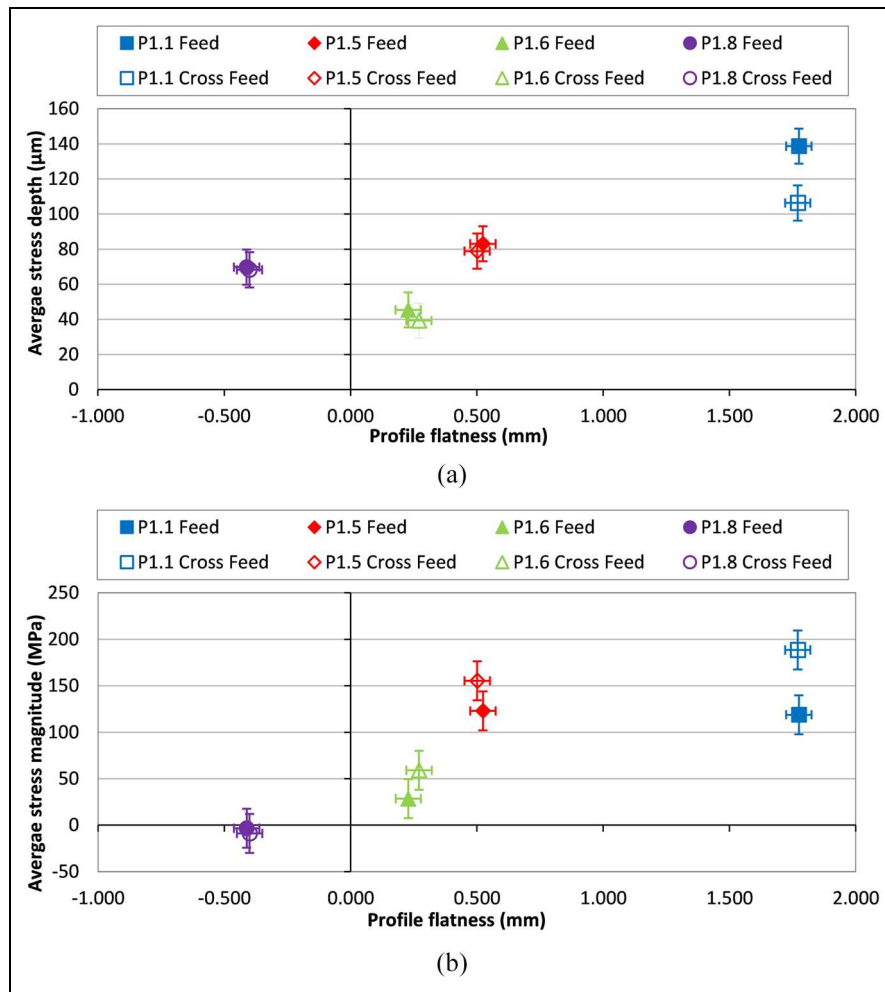 P1.1 Feed P1.5 Feed P1.6 Feed P1.8 Feed
P1.1 Cross Feed P1.5 Cross Feed P1.6 Cross Feed P1.8 Cross Feed
Avergae stress depth (µm)
160
140
120
100
80
60
40
20
0
-1.000 -0.500 0.000 0.500 1.000 1.500 2.000
Profile flatness (mm)
(a)
P1.1 Feed P1.5 Feed P1.6 Feed P1.8 Feed
P1.1 Cross Feed P1.5 Cross Feed P1.6 Cross Feed P1.8 Cross Feed
Avergae stress magnitude (MPa)
250
200
150
100
50
0
-50
-1.000 -0.500 0.000 0.500 1.000 1.500 2.000
Profile flatness (mm)
(b)